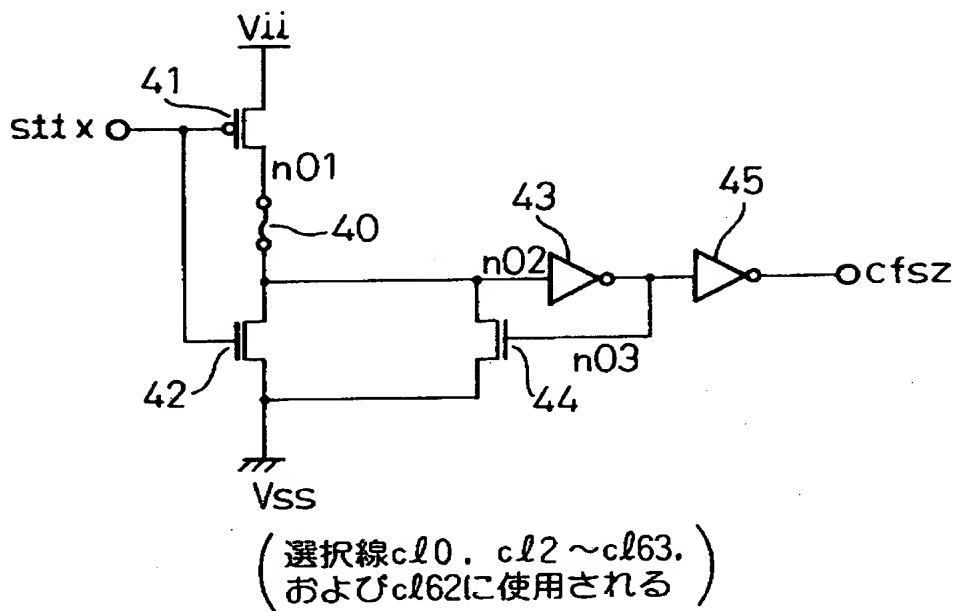 Vii
41
sttx
n01
40
43
45
n02
cfsz
n03
42
44
Vss
(選択線cl0. cl2〜cl63.
およびcl62に使用される)